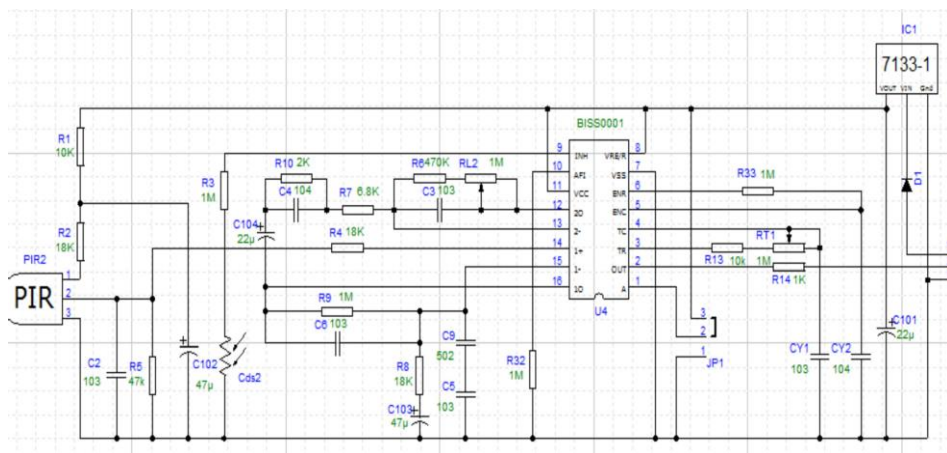 IC1
7133-1
VOUT VIN Gnd
BISS0001
R1
10K
R3
1M
R10 2K
C4 104
R7 6.8K
R6 470K
RL2 1M
C3 103
9 INH VRE/R 8
10 AFI VSS 7
11 VCC ENR 6
12 2O ENC 5
13 2- TC 4
14 1+ TR 3
15 1- OUT 2
16 1O A 1
U4
R33 1M
D1
C104
22μ
R4 18K
R2
18K
PIR2
PIR
1
2
3
RT1
R13 10k 1M
R14 1K
R9 1M
C6 103
C9
502
R8
18K
C5
103
C103
47μ
R32
1M
3
2
1
JP1
C101
22μ
CY1
103
CY2
104
C2
103
R5
47k
C102
47μ
Cds2